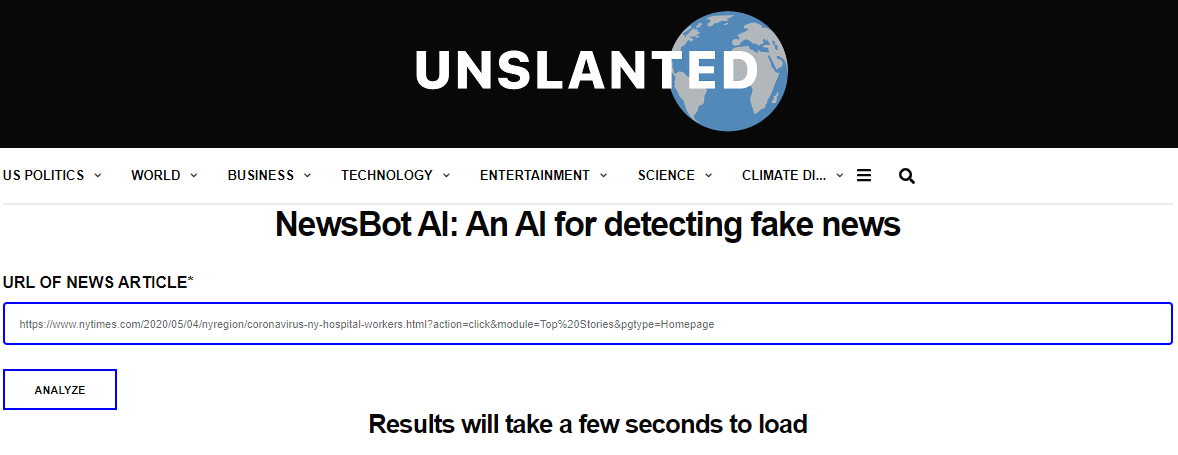 UNSLANTED
US POLITICS WORLD BUSINESS TECHNOLOGY ENTERTAINMENT SCIENCE CLIMATE DI...
NewsBot AI: An AI for detecting fake news
URL OF NEWS ARTICLE*
https://www.nytimes.com/2020/05/04/nyregion/coronavirus-ny-hospital-workers.html?action=click&module=Top%20Stories&pgtype=Homepage
ANALYZE
Results will take a few seconds to load